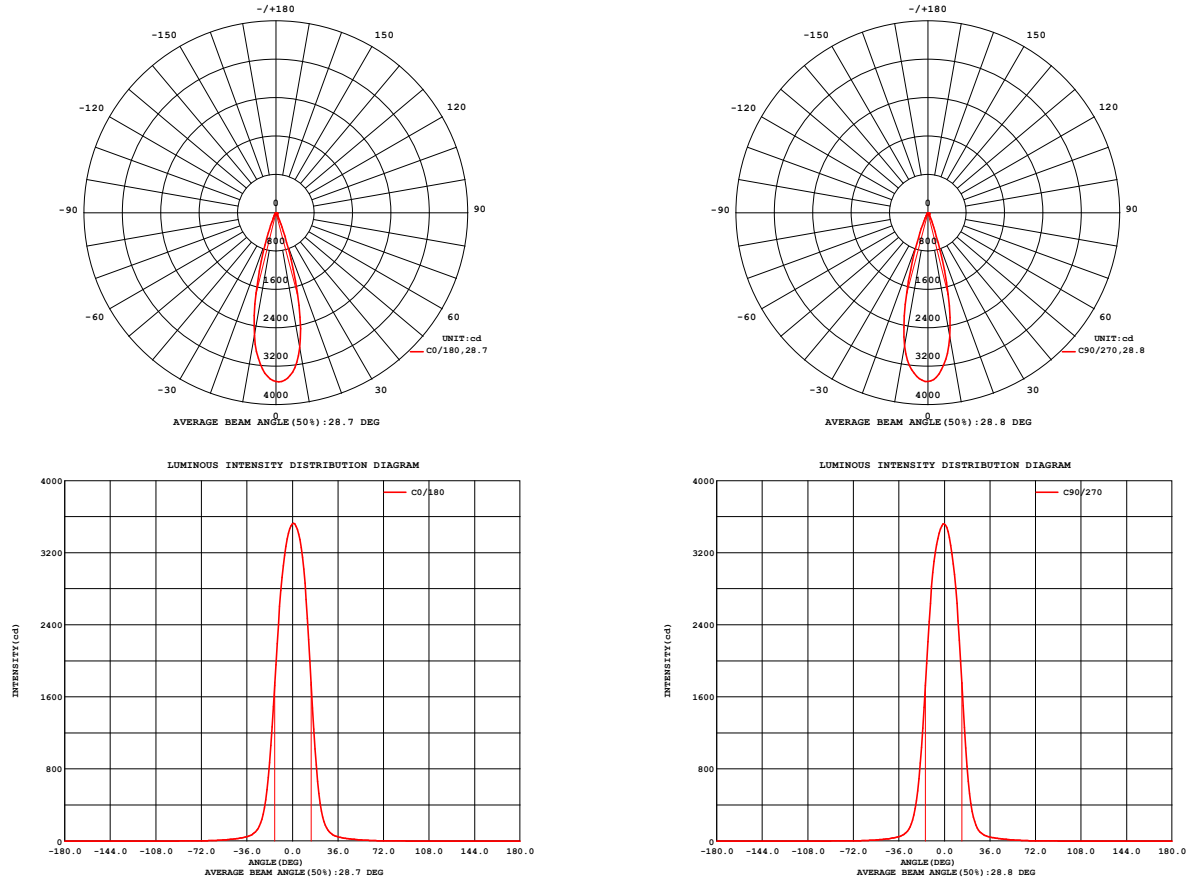 -/+180
-150
150
-120
120
-90
90
0
800
1600
2400
3200
4000
0
-60
60
-30
30
UNIT:cd
C0/180,28.7
AVERAGE BEAM ANGLE(50%):28.7 DEG
-/+180
-150
150
-120
120
-90
90
0
800
1600
2400
3200
4000
0
-60
60
-30
30
UNIT:cd
C90/270,28.8
AVERAGE BEAM ANGLE(50%):28.8 DEG
LUMINOUS INTENSITY DISTRIBUTION DIAGRAM
C0/180
INTENSITY(cd)
4000
3200
2400
1600
800
0
-180.0 -144.0 -108.0 -72.0 -36.0 0.0 36.0 72.0 108.0 144.0 180.0
ANGLE(DEG)
AVERAGE BEAM ANGLE(50%):28.7 DEG
LUMINOUS INTENSITY DISTRIBUTION DIAGRAM
C90/270
INTENSITY(cd)
4000
3200
2400
1600
800
0
-180.0 -144.0 -108.0 -72.0 -36.0 0.0 36.0 72.0 108.0 144.0 180.0
ANGLE(DEG)
AVERAGE BEAM ANGLE(50%):28.8 DEG